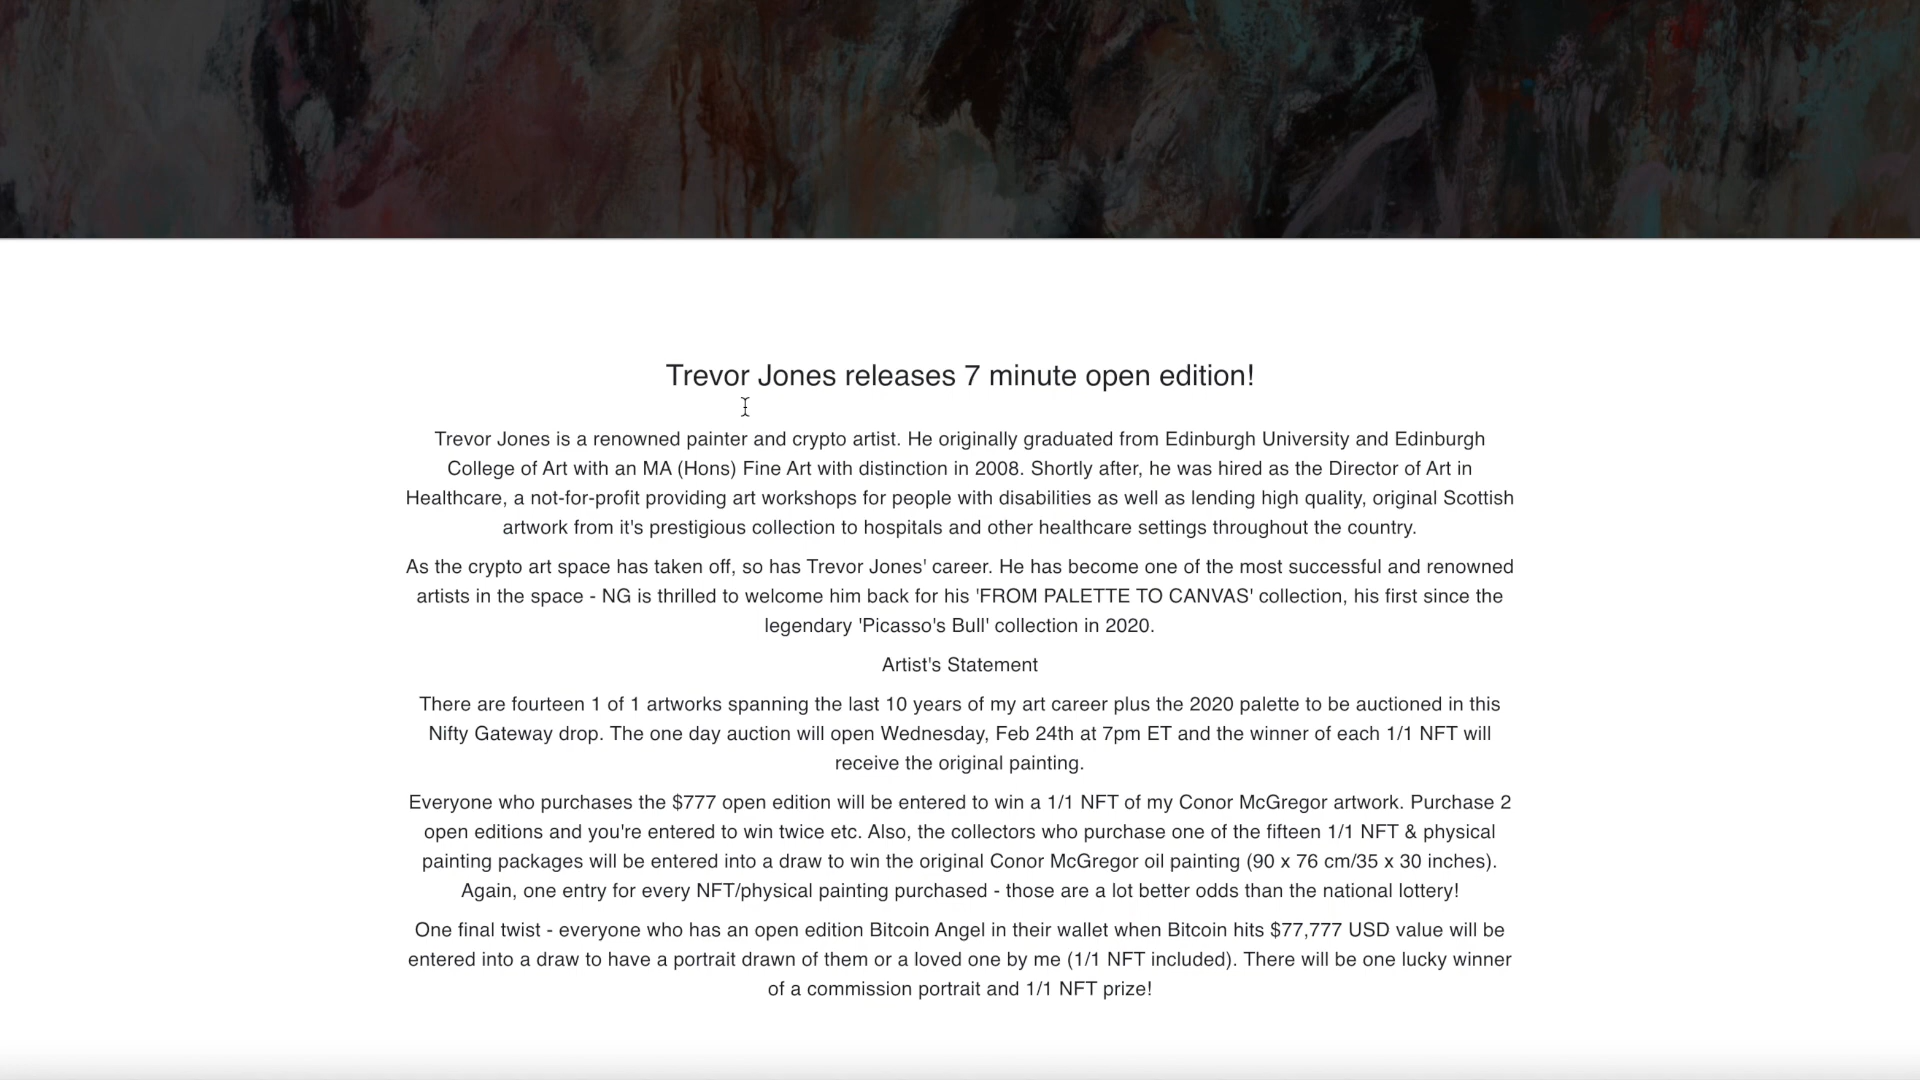 Trevor Jones releases 7 minute open edition!
Trevor Jones is a renowned painter and crypto artist. He originally graduated from Edinburgh University and Edinburgh
College of Art with an MA (Hons) Fine Art with distinction in 2008. Shortly after, he was hired as the Director of Art in
Healthcare, a not-for-profit providing art workshops for people with disabilities as well as lending high quality, original Scottish
artwork from it's prestigious collection to hospitals and other healthcare settings throughout the country.
As the crypto art space has taken off, so has Trevor Jones' career. He has become one of the most successful and renowned
artists in the space - NG is thrilled to welcome him back for his 'FROM PALETTE TO CANVAS' collection, his first since the
legendary 'Picasso's Bull' collection in 2020.
Artist's Statement
There are fourteen 1 of 1 artworks spanning the last 10 years of my art career plus the 2020 palette to be auctioned in this
Nifty Gateway drop. The one day auction will open Wednesday, Feb 24th at 7pm ET and the winner of each 1/1 NFT will
receive the original painting.
Everyone who purchases the $777 open edition will be entered to win a 1/1 NFT of my Conor McGregor artwork. Purchase 2
open editions and you're entered to win twice etc. Also, the collectors who purchase one of the fifteen 1/1 NFT & physical
painting packages will be entered into a draw to win the original Conor McGregor oil painting (90 x 76 cm/35 x 30 inches).
Again, one entry for every NFT/physical painting purchased - those are a lot better odds than the national lottery!
One final twist - everyone who has an open edition Bitcoin Angel in their wallet when Bitcoin hits $77,777 USD value will be
entered into a draw to have a portrait drawn of them or a loved one by me (1/1 NFT included). There will be one lucky winner
of a commission portrait and 1/1 NFT prize!